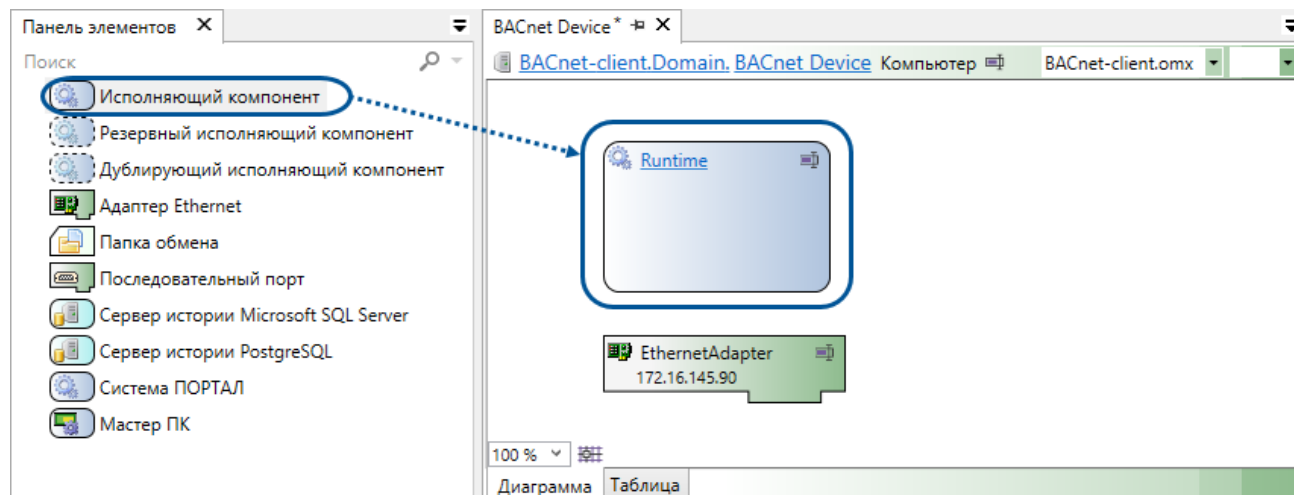 Панель элементов
Поиск
Исполняющий компонент
Резервный исполняющий компонент
Дублирующий исполняющий компонент
Адаптер Ethernet
Папка обмена
Последовательный порт
Сервер истории Microsoft SQL Server
Сервер истории PostgreSQL
Система ПОРТАЛ
Мастер ПК
BACnet Device*
BACnet-client.Domain. BACnet Device Компьютер BACnet-client.omx
Runtime
EthernetAdapter
172.16.145.90
100 %
Диаграмма Таблица